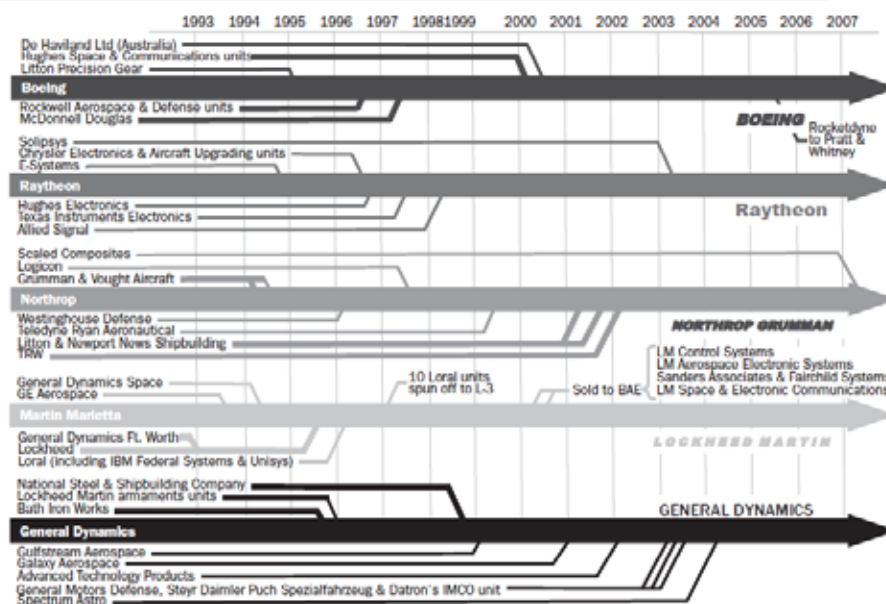 1993 1994 1995 1996 1997 1998 1999 2000 2001 2002 2003 2004 2005 2006 2007
De Haviland Ltd (Australia)
Hughes Space & Communications units
Litton Precision Gear
Boeing
Rockwell Aerospace & Defense units
McDonnell Douglas
BOEING
Rocketdyne
to Pratt &
Whitney
Solipsys
Chrysler Electronics & Aircraft Upgrading units
E-Systems
Raytheon
Hughes Electronics
Texas Instruments Electronics
Allied Signal
Raytheon
Scaled Composites
Logicon
Grumman & Vought Aircraft
Northrop
Westinghouse Defense
Teledyne Ryan Aeronautical
Litton & Newport News Shipbuilding
TRW
NORTHROP GRUMMAN
General Dynamics Space
GE Aerospace
10 Loral units
spun off to L-3
Sold to BAE
LM Control Systems
LM Aerospace Electronic Systems
Sanders Associates & Fairchild Systems
LM Space & Electronic Communications
Martin Marietta
General Dynamics Ft. Worth
Lockheed
Loral (including IBM Federal Systems & Unisys)
LOCKHEED MARTIN
National Steel & Shipbuilding Company
Lockheed Martin armaments units
Bath Iron Works
GENERAL DYNAMICS
General Dynamics
Gulfstream Aerospace
Galaxy Aerospace
Advanced Technology Products
General Motors Defense, Steyr Daimler Puch Spezialfahrzeug & Datron's IMCO unit
Spectrum Astro